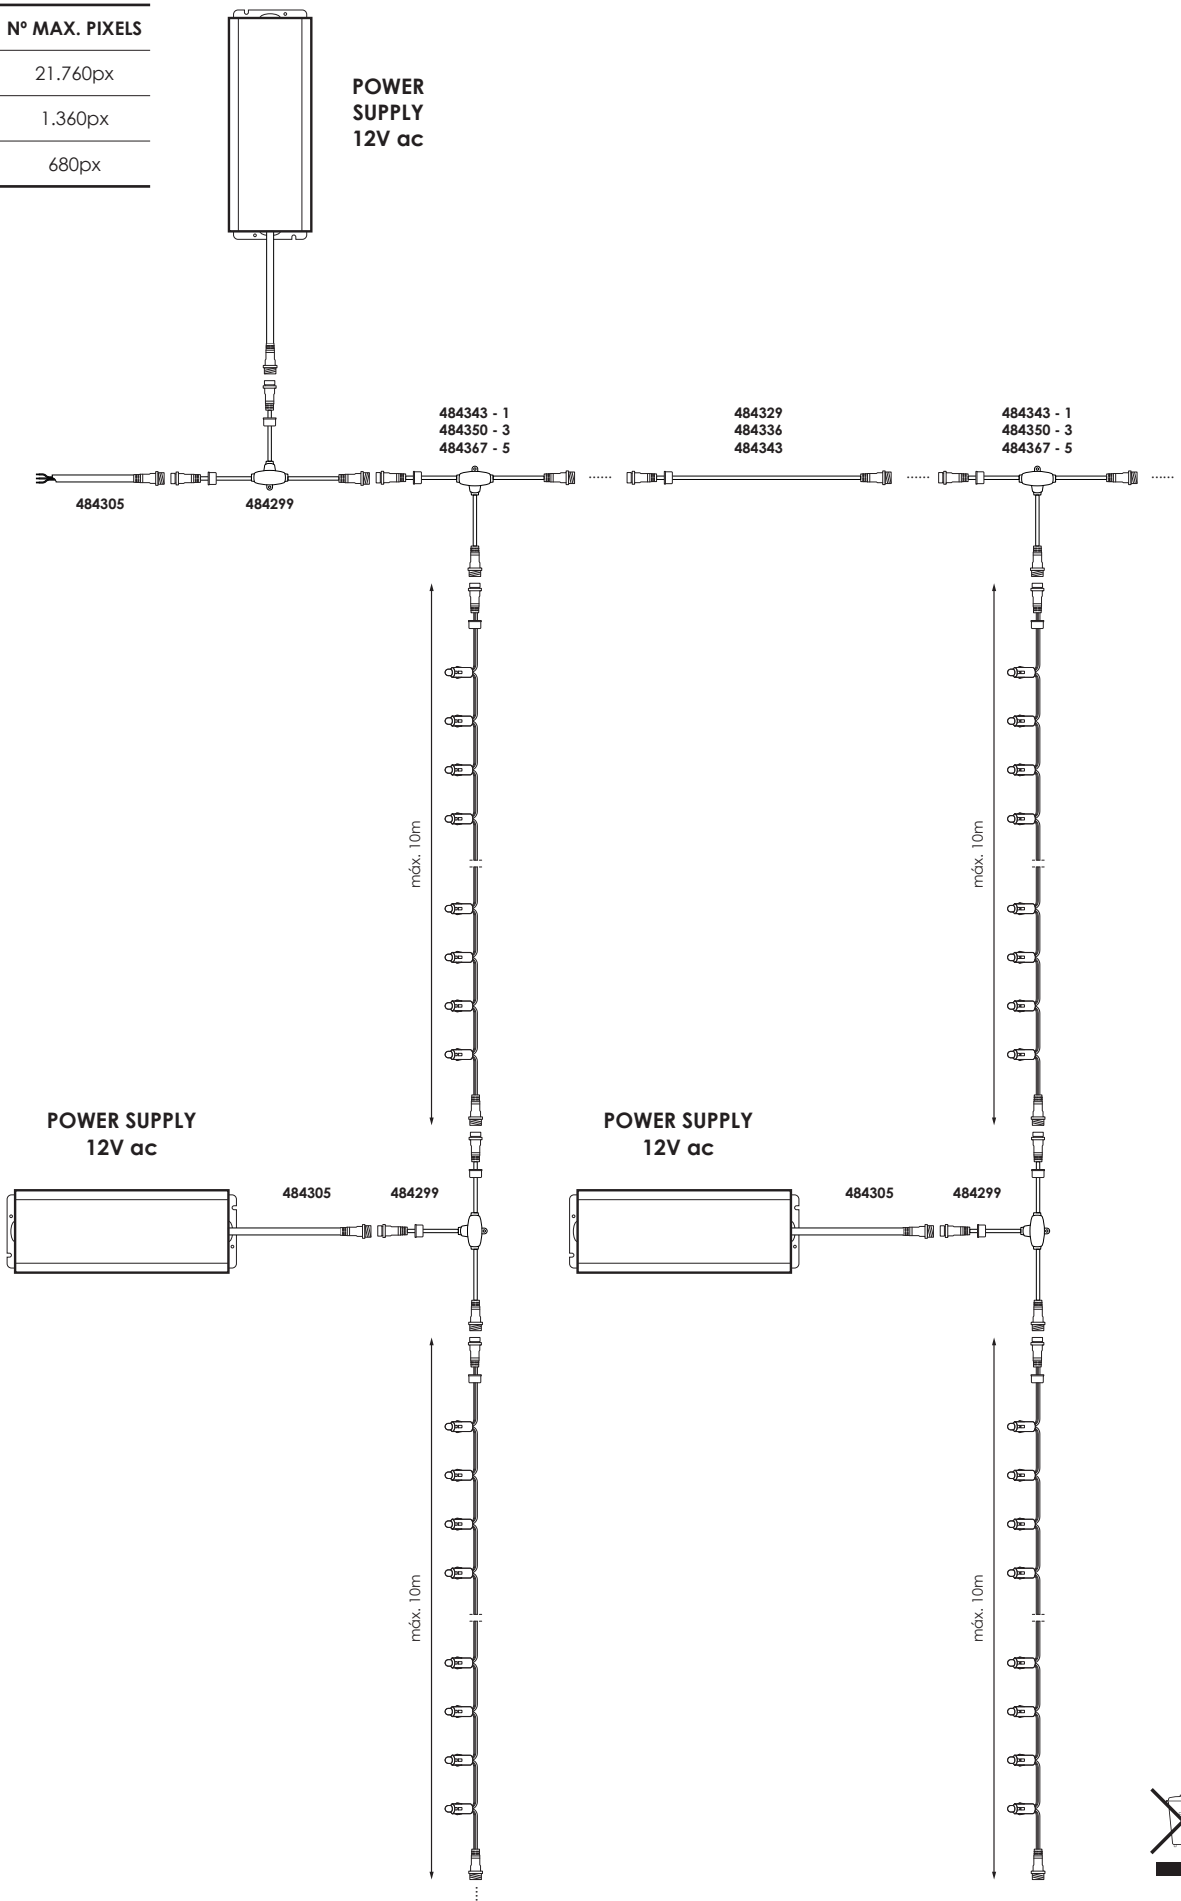 Nº MAX. PIXELS
21.760px
1.360px
680px
POWER
SUPPLY
12V ac
484343 - 1
484350 - 3
484367 - 5
484329
484336
484343
484343 - 1
484350 - 3
484367 - 5
484305
484299
máx. 10m
máx. 10m
POWER SUPPLY
12V ac
POWER SUPPLY
12V ac
484305
484299
484305
484299
máx. 10m
máx. 10m